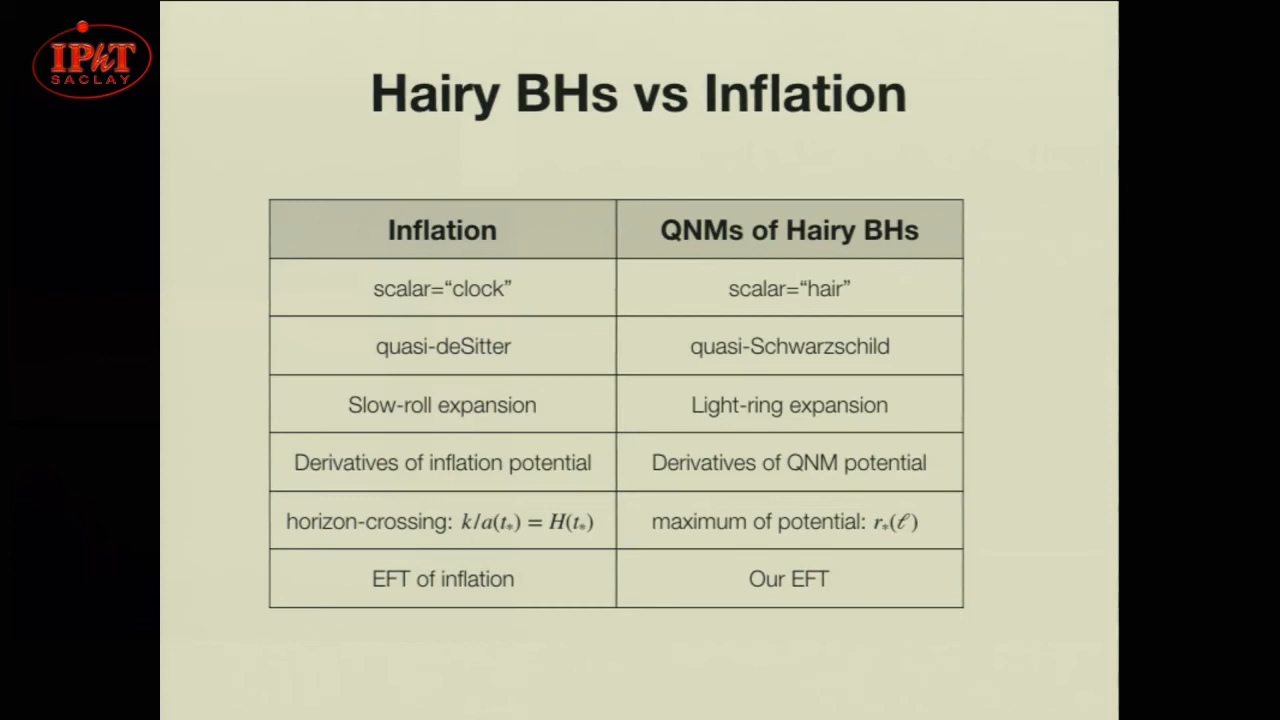 IPhT
SACLAY
Hairy BHs vs Inflation
Inflation
QNMs of Hairy BHs
scalar=“clock”
scalar=“hair”
quasi-deSitter
quasi-Schwarzschild
Slow-roll expansion
Light-ring expansion
Derivatives of inflation potential
Derivatives of QNM potential
horizon-crossing: k/a(t*) = H(t*)
maximum of potential: r*(ℓ)
EFT of inflation
Our EFT